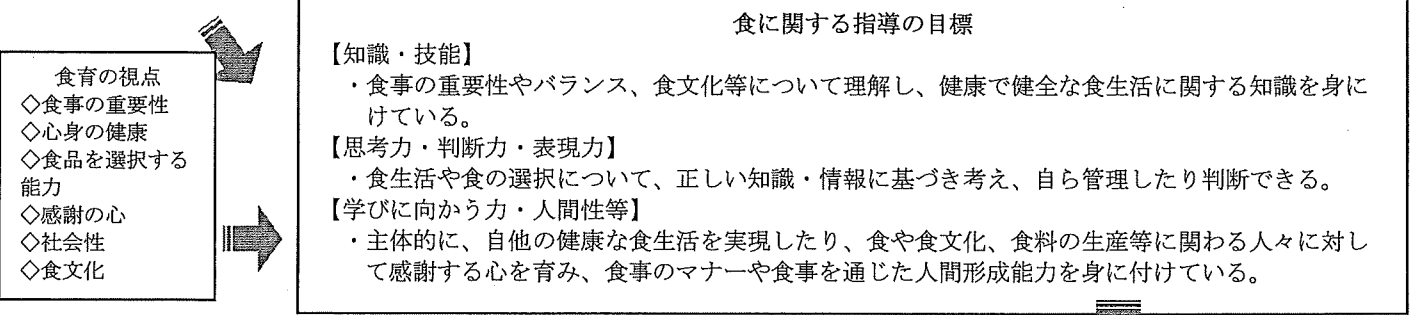 食育の視点
◇食事の重要性
◇心身の健康
◇食品を選択する
能力
◇感謝の心
◇社会性
◇食文化
食に関する指導の目標
【知識・技能】
・食事の重要性やバランス、食文化等について理解し、健康で健全な食生活に関する知識を身に
けている。
【思考力・判断力・表現力】
・食生活や食の選択について、正しい知識・情報に基づき考え、自ら管理したり判断できる。
【学びに向かう力・人間性等】
・主体的に、自他の健康な食生活を実現したり、食や食文化、食料の生産等に関わる人々に対し
て感謝する心を育み、食事のマナーや食事を通じた人間形成能力を身に付けている。